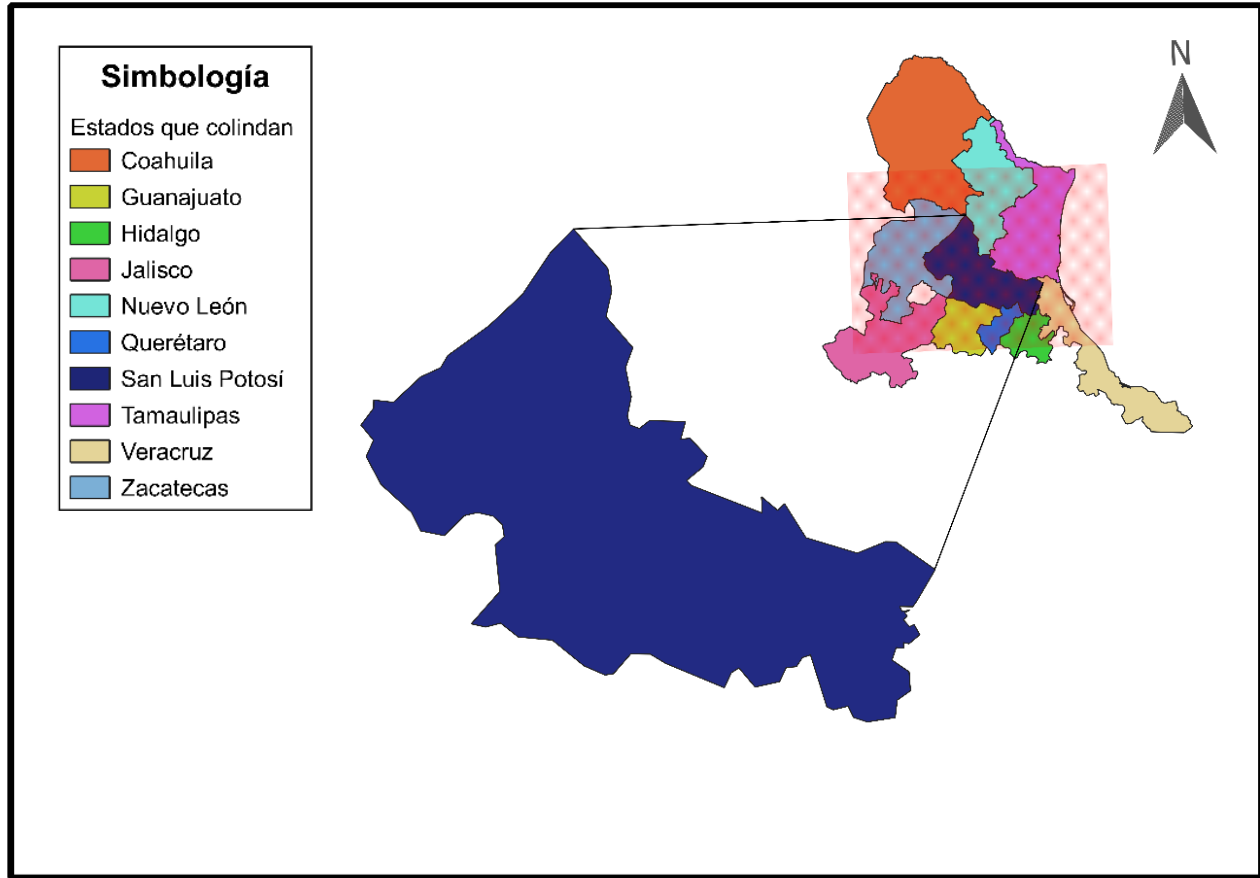 Simbología
Estados que colindan
Coahuila
Guanajuato
Hidalgo
Jalisco
Nuevo León
Querétaro
San Luis Potosí
Tamaulipas
Veracruz
Zacatecas
N